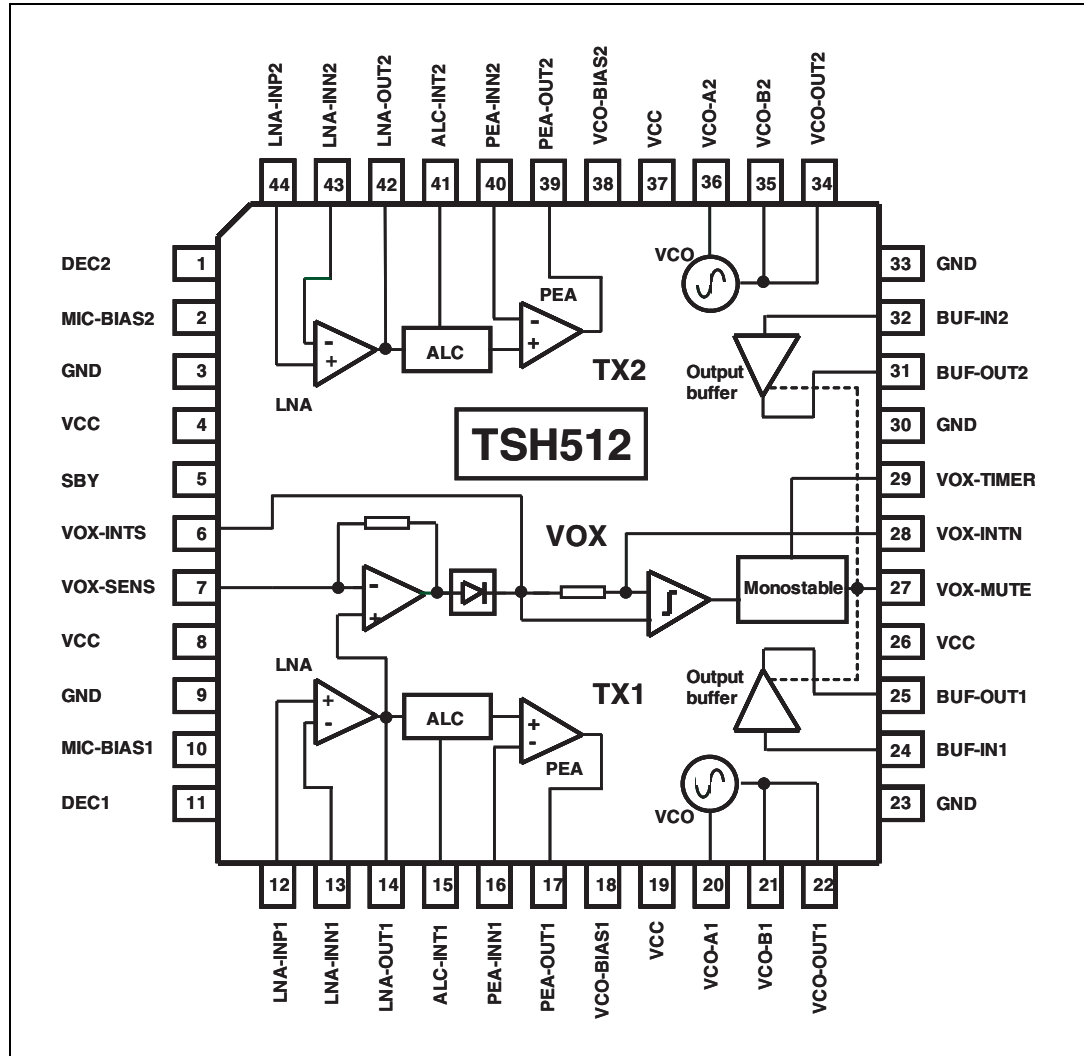 LNA-INP2
LNA-INN2
LNA-OUT2
ALC-INT2
PEA-INN2
PEA-OUT2
VCO-BIAS2
VCC
VCO-A2
VCO-B2
VCO-OUT2
44
43
42
41
40
39
38
37
36
35
34
DEC2
1
MIC-BIAS2
2
GND
3
VCC
4
SBY
5
VOX-INTS
6
VOX-SENS
7
VCC
8
GND
9
MIC-BIAS1
10
DEC1
11
VCO
PEA
-
+
ALC
-
+
LNA
TX2
Output
buffer
TSH512
VOX
-
+
Monostable
LNA
+
-
ALC
TX1
+
-
PEA
Output
buffer
VCO
33
GND
32
BUF-IN2
31
BUF-OUT2
30
GND
29
VOX-TIMER
28
VOX-INTN
27
VOX-MUTE
26
VCC
25
BUF-OUT1
24
BUF-IN1
23
GND
12
13
14
15
16
17
18
19
20
21
22
LNA-INP1
LNA-INN1
LNA-OUT1
ALC-INT1
PEA-INN1
PEA-OUT1
VCO-BIAS1
VCC
VCO-A1
VCO-B1
VCO-OUT1